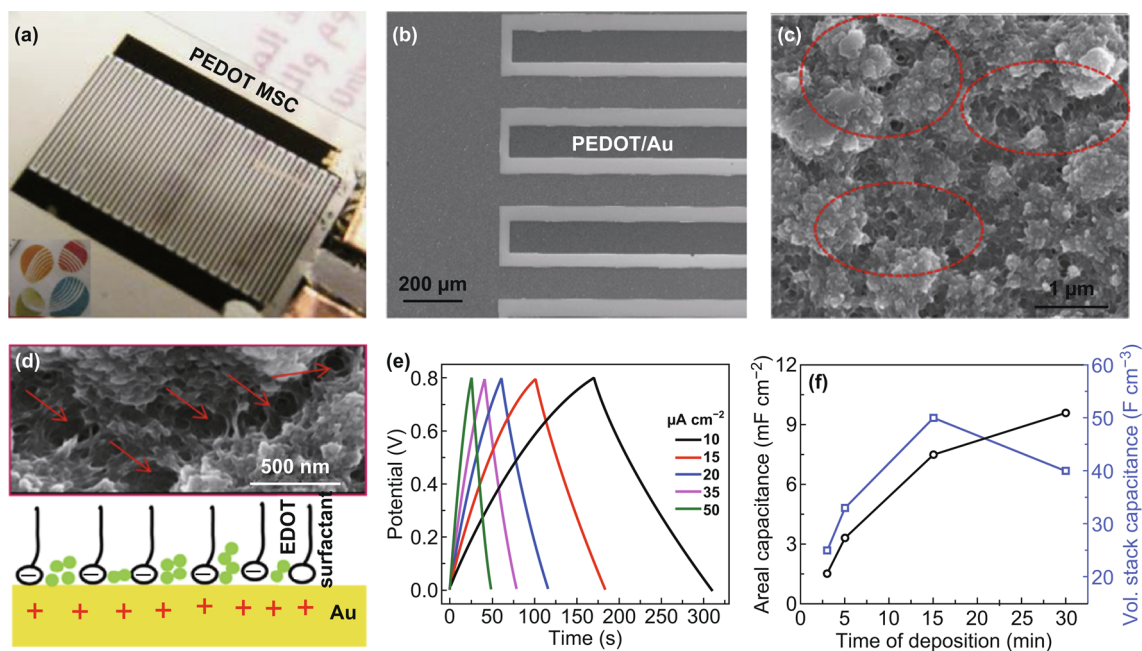 (a)
PEDOT MSC
(b)
PEDOT/Au
200 µm
(c)
1 µm
(d)
500 nm
EDOT
surfactant
+ + + + + + +
Au
(e)
Potential (V)
0.8
0.6
0.4
0.2
0.0
µA cm−2
10
15
20
35
50
0 50 100 150 200 250 300
Time (s)
(f)
Areal capacitance (mF cm−2)
12
9
6
3
0
Vol. stack capacitance (F cm−3)
60
50
40
30
20
0 5 10 15 20 25 30
Time of deposition (min)